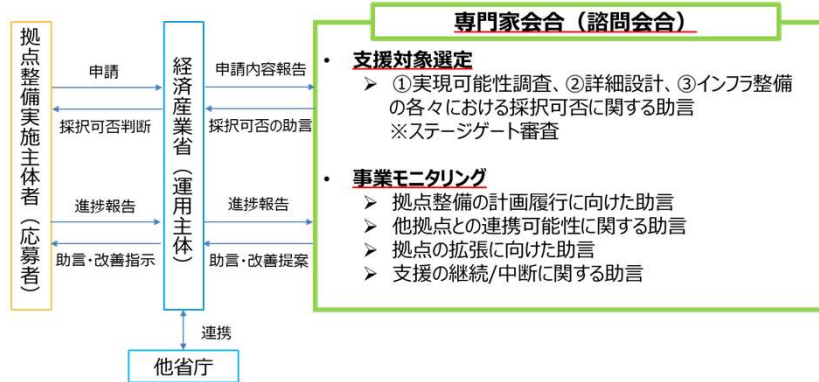 専門家会合（諮問会合）
拠点整備実施主体者（応募者）
申請
採択可否判断
進捗報告
助言・改善指示
経済産業省（運用主体）
申請内容報告
採択可否の助言
進捗報告
助言・改善提案
• 支援対象選定
➢ ①実現可能性調査、②詳細設計、③インフラ整備
の各々における採択可否に関する助言
※ステージゲート審査
• 事業モニタリング
➢ 拠点整備の計画履行に向けた助言
➢ 他拠点との連携可能性に関する助言
➢ 拠点の拡張に向けた助言
➢ 支援の継続/中断に関する助言
連携
他省庁